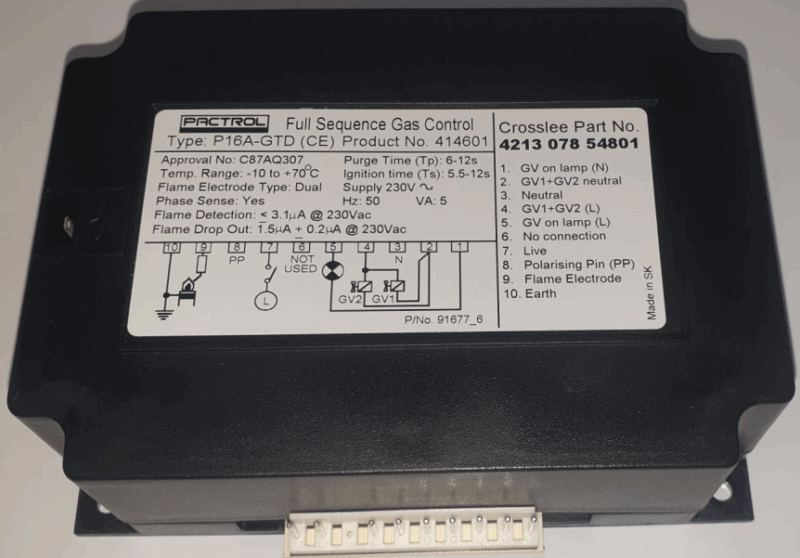 PACTROL Full Sequence Gas Control
Type: P16A-GTD (CE) Product No. 414601
Approval No: C87AQ307 Purge Time (Tp): 6-12s
Temp. Range: -10 to +70°C Ignition time (Ts): 5.5-12s
Flame Electrode Type: Dual Supply 230V ~
Phase Sense: Yes Hz: 50 VA: 5
Flame Detection: ≤ 3.1μA @ 230Vac
Flame Drop Out: 1.5μA ± 0.2μA @ 230Vac
10 9 8 7 6 5 4 3 2 1
PP NOT N
USED
L GV2 GV1
P/No. 91677_6
Crosslee Part No.
4213 078 54801
1. GV on lamp (N)
2. GV1+GV2 neutral
3. Neutral
4. GV1+GV2 (L)
5. GV on lamp (L)
6. No connection
7. Live
8. Polarising Pin (PP)
9. Flame Electrode
10. Earth
Made in SK